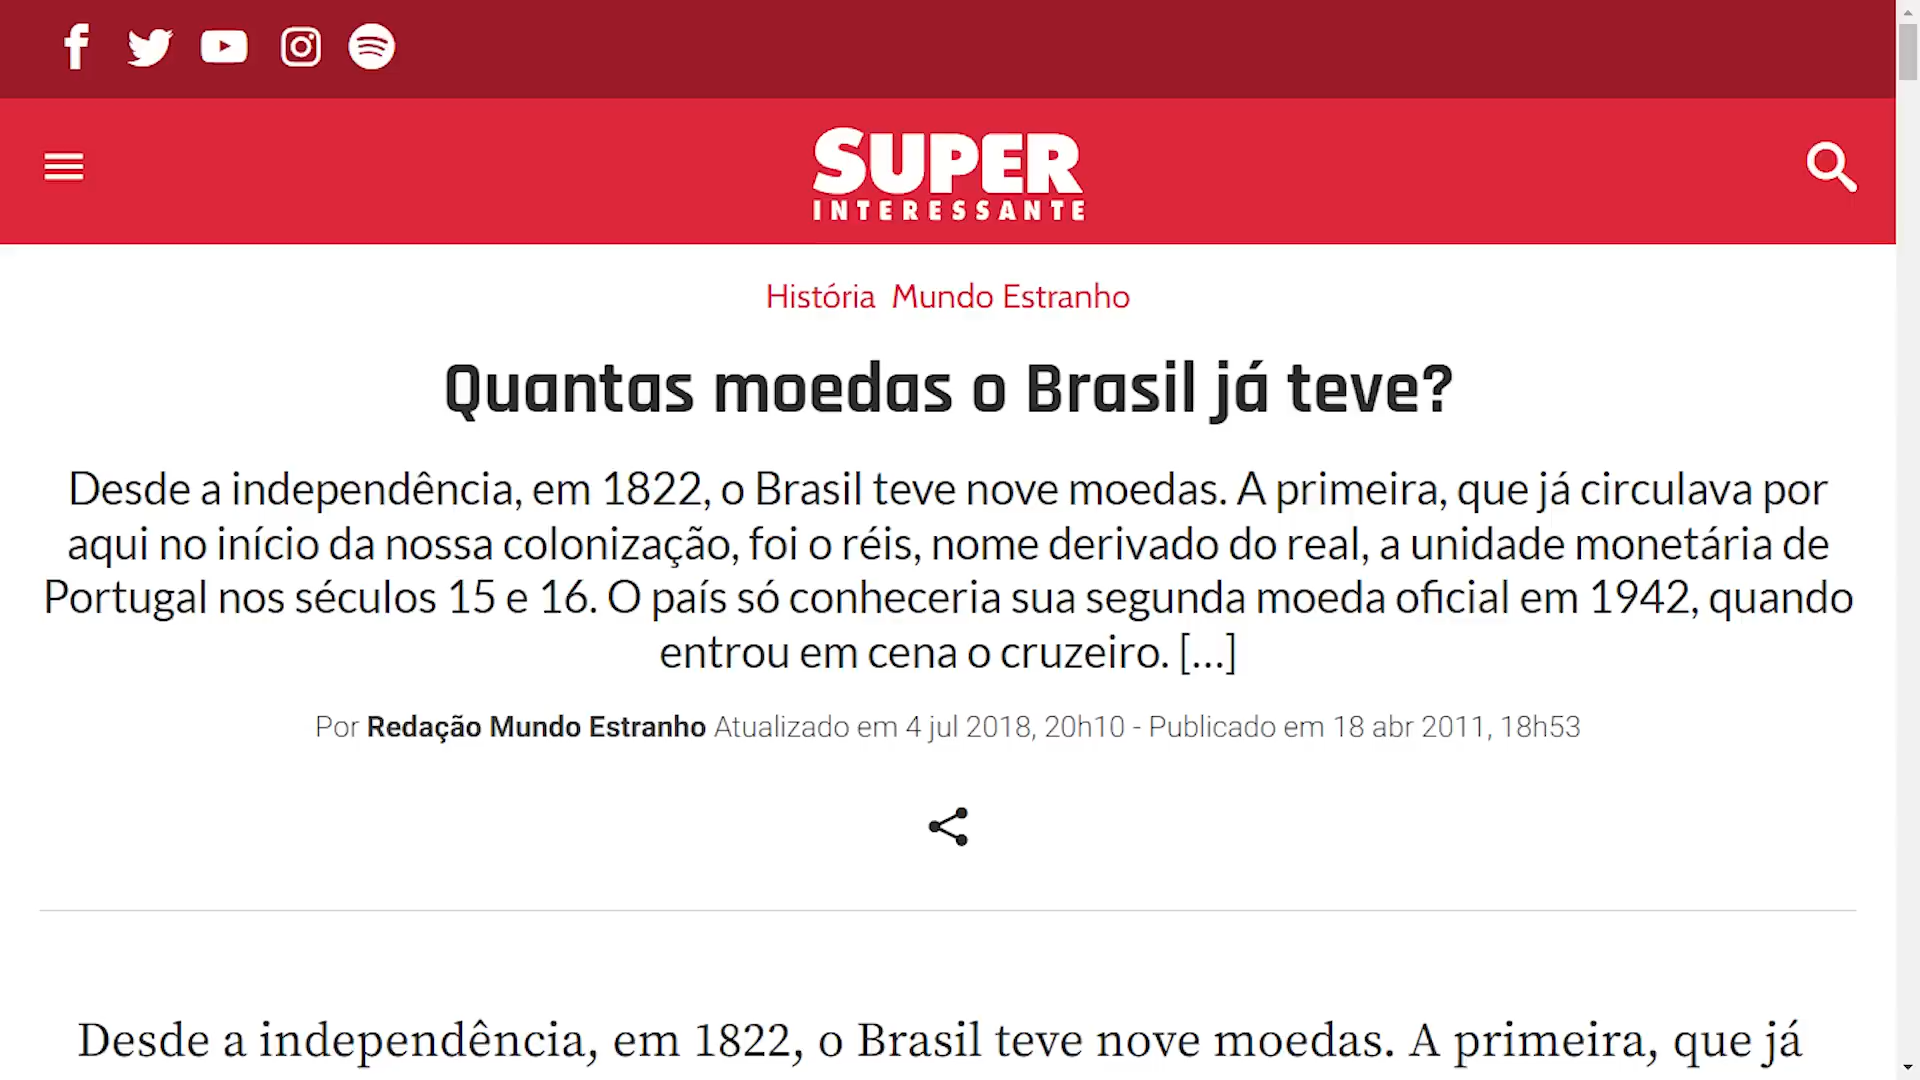 SUPER
INTERESSANTE
História Mundo Estranho
Quantas moedas o Brasil já teve?
Desde a independência, em 1822, o Brasil teve nove moedas. A primeira, que já circulava por
aqui no início da nossa colonização, foi o réis, nome derivado do real, a unidade monetária de
Portugal nos séculos 15 e 16. O país só conheceria sua segunda moeda oficial em 1942, quando
entrou em cena o cruzeiro. [...]
Por Redação Mundo Estranho Atualizado em 4 jul 2018, 20h10 - Publicado em 18 abr 2011, 18h53
Desde a independência, em 1822, o Brasil teve nove moedas. A primeira, que já